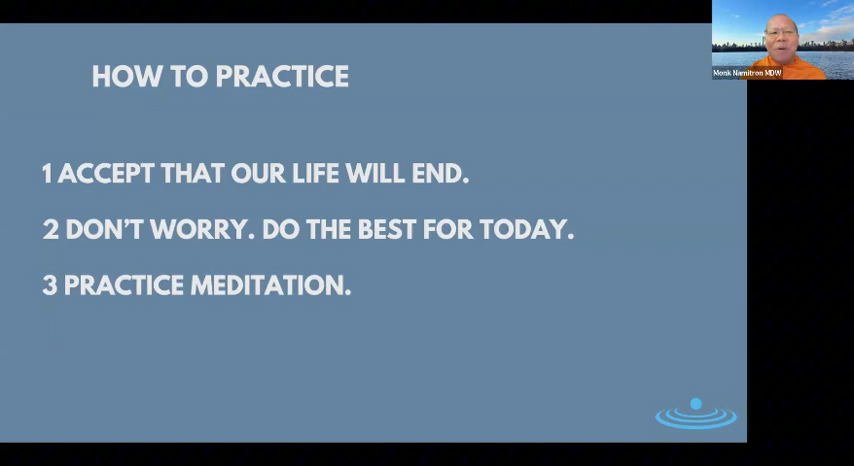 HOW TO PRACTICE
Monk Namitron MDW
1 ACCEPT THAT OUR LIFE WILL END.
2 DON'T WORRY. DO THE BEST FOR TODAY.
3 PRACTICE MEDITATION.